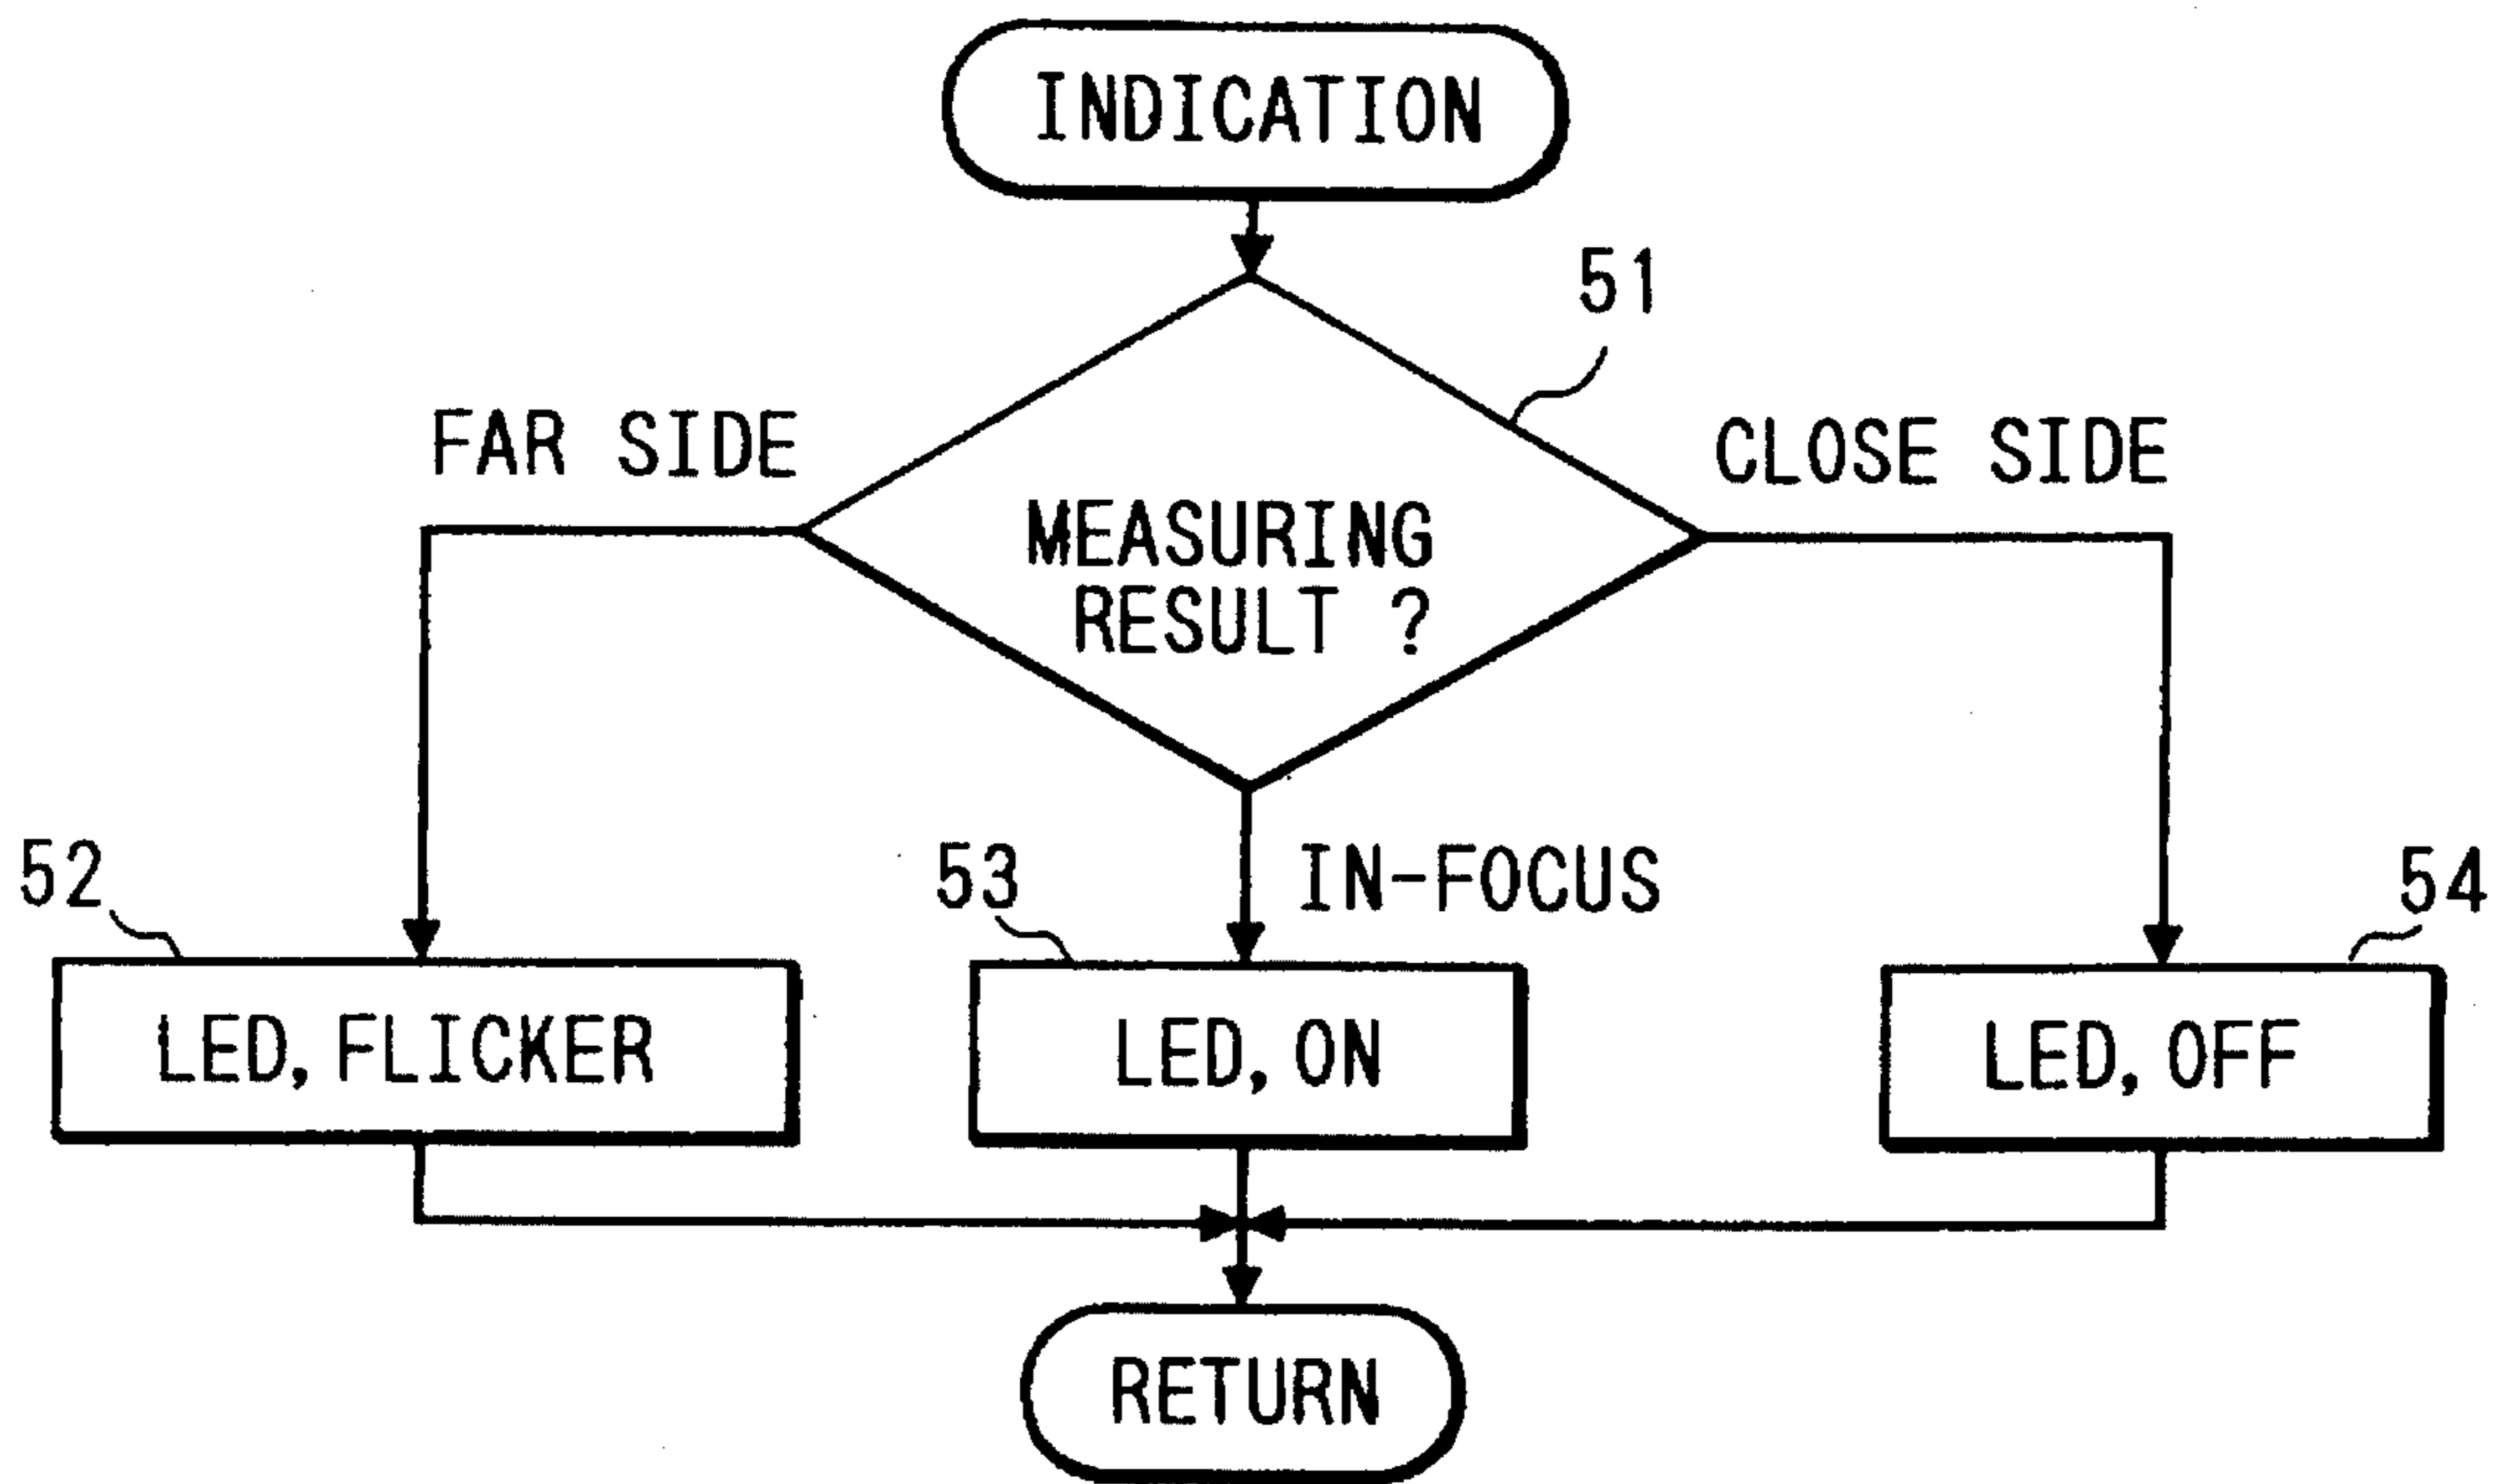 INDICATION
51
FAR SIDE
CLOSE SIDE
MEASURING
RESULT ?
52
53
IN-FOCUS
54
LED, FLICKER
LED, ON
LED, OFF
RETURN